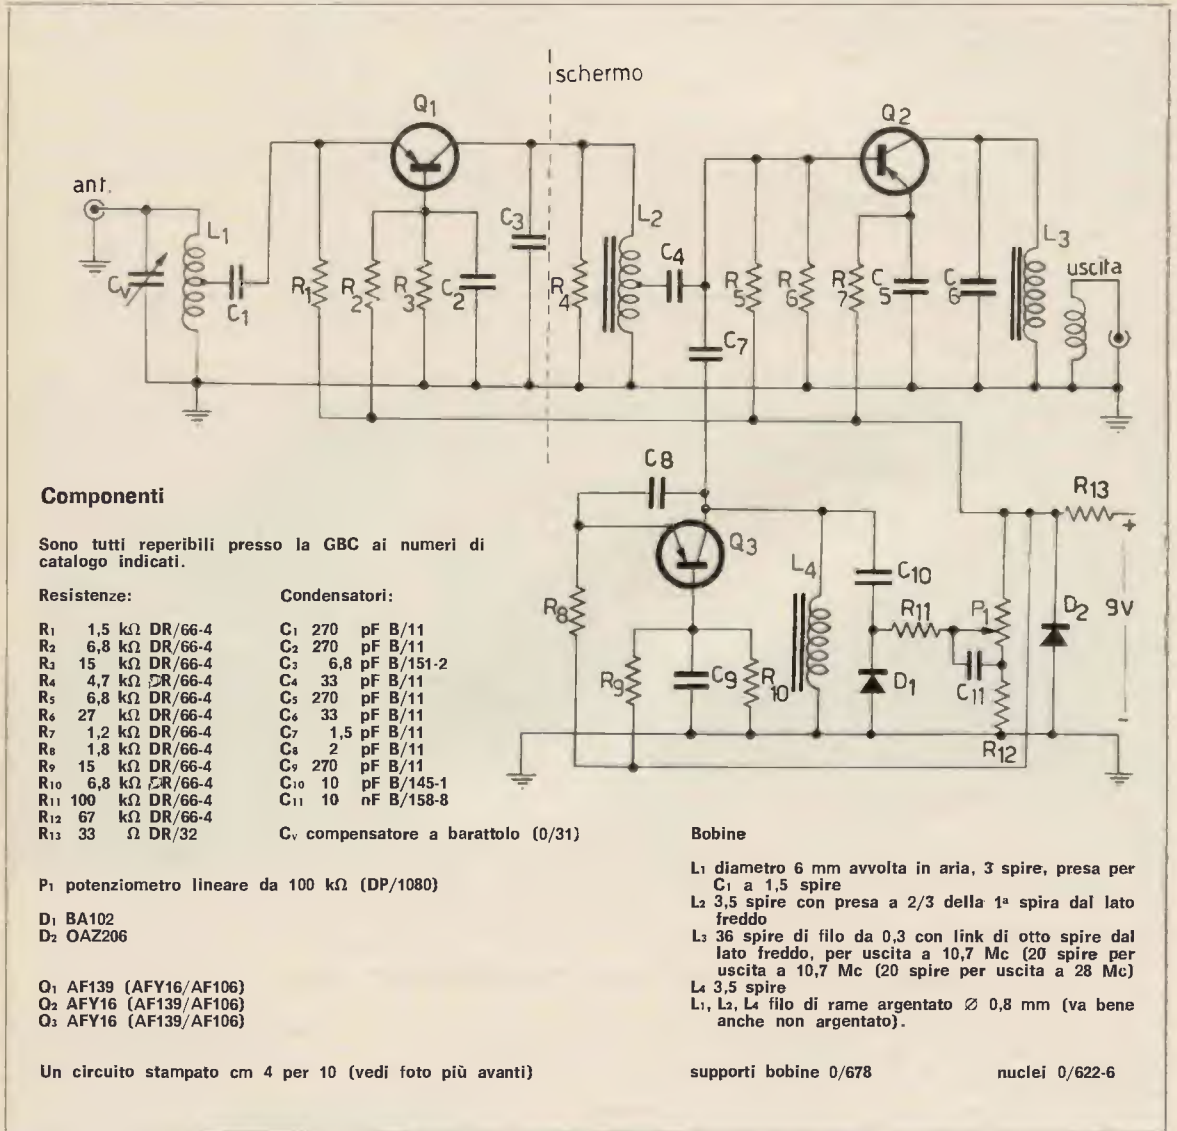 schermo
Q1
Q2
ant.
L1
Cv
C1
R1
R2
R3
C2
C3
R4
L2
C4
R5
R6
R7
C5
C6
L3
uscita
C7
C8
Q3
R8
R9
C9
R10
L4
C10
R11
D1
P1
C11
R12
D2
R13
+
9V
-
Componenti
Sono tutti reperibili presso la GBC ai numeri di
catalogo indicati.
Resistenze:
R1 1,5 kΩ DR/66-4
R2 6,8 kΩ DR/66-4
R3 15 kΩ DR/66-4
R4 4,7 kΩ DR/66-4
R5 6,8 kΩ DR/66-4
R6 27 kΩ DR/66-4
R7 1,2 kΩ DR/66-4
R8 1,8 kΩ DR/66-4
R9 15 kΩ DR/66-4
R10 6,8 kΩ DR/66-4
R11 100 kΩ DR/66-4
R12 67 kΩ DR/66-4
R13 33 Ω DR/32
Condensatori:
C1 270 pF B/11
C2 270 pF B/11
C3 6,8 pF B/151-2
C4 33 pF B/11
C5 270 pF B/11
C6 33 pF B/11
C7 1,5 pF B/11
C8 2 pF B/11
C9 270 pF B/11
C10 10 pF B/145-1
C11 10 nF B/158-8
Cv compensatore a barattolo (0/31)
P1 potenziometro lineare da 100 kΩ (DP/1080)
D1 BA102
D2 OAZ206
Q1 AF139 (AFY16/AF106)
Q2 AFY16 (AF139/AF106)
Q3 AFY16 (AF139/AF106)
Un circuito stampato cm 4 per 10 (vedi foto più avanti)
Bobine
L1 diametro 6 mm avvolta in aria, 3 spire, presa per
C1 a 1,5 spire
L2 3,5 spire con presa a 2/3 della 1ª spira dal lato
freddo
L3 36 spire di filo da 0,3 con link di otto spire dal
lato freddo, per uscita a 10,7 Mc (20 spire per
uscita a 10,7 Mc (20 spire per uscita a 28 Mc)
L4 3,5 spire
L1, L2, L4 filo di rame argentato Ø 0,8 mm (va bene
anche non argentato).
supporti bobine 0/678 nuclei 0/622-6